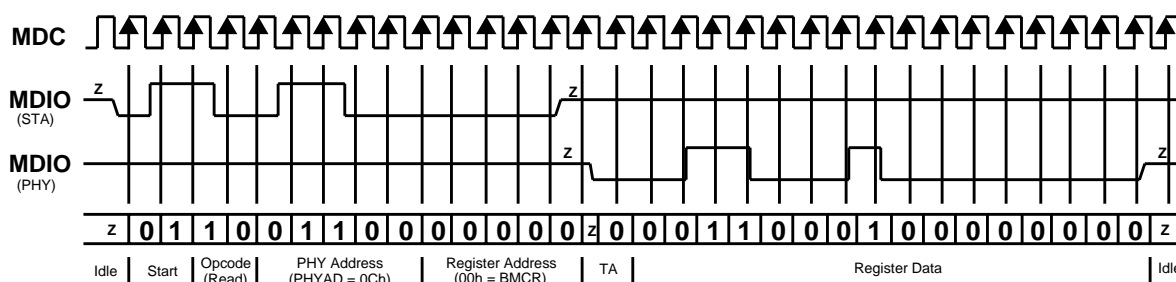 MDC
z
z
MDIO
(STA)
z
z
MDIO
(PHY)
z 0 1 1 0 0 1 1 0 0 0 0 0 0 0 z 0 0 0 1 1 0 0 0 1 0 0 0 0 0 0 0 0 z
Idle
Start
Opcode
(Read)
PHY Address
(PHYAD = 0Ch)
Register Address
(00h = BMCR)
TA
Register Data
Idle